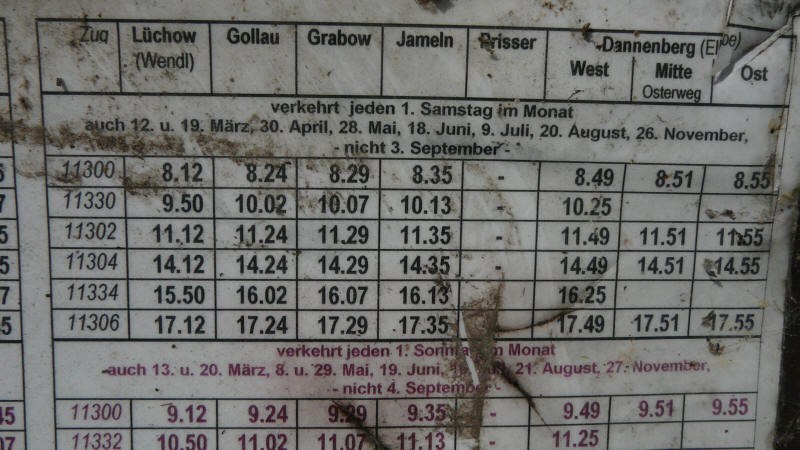 Zug Lüchow Gollau Grabow Jameln Prisser Dannenberg
(Wendl) West Mitte Ost
Osterweg
verkehrt jeden 1. Samstag im Monat
auch 12. u. 19. März, 30. April, 28. Mai, 18. Juni, 9. Juli, 20. August, 26. November,
- nicht 3. September -
11300 8.12 8.24 8.29 8.35 - 8.49 8.51 8.55
11330 9.50 10.02 10.07 10.13 - 10.25
11302 11.12 11.24 11.29 11.35 - 11.49 11.51 11.55
11304 14.12 14.24 14.29 14.35 - 14.49 14.51 14.55
11334 15.50 16.02 16.07 16.13 16.25
11306 17.12 17.24 17.29 17.35 17.49 17.51 17.55
verkehrt jeden 1. im Monat
auch 13. u. 20. März, 8. u. 29. Mai, 19. Juni, 21. August, 27. November,
- nicht 4. September -
45 11300 9.12 9.24 9.29 9.35 - 9.49 9.51 9.55
11332 10.50 11.02 11.07 11.13 - 11.25